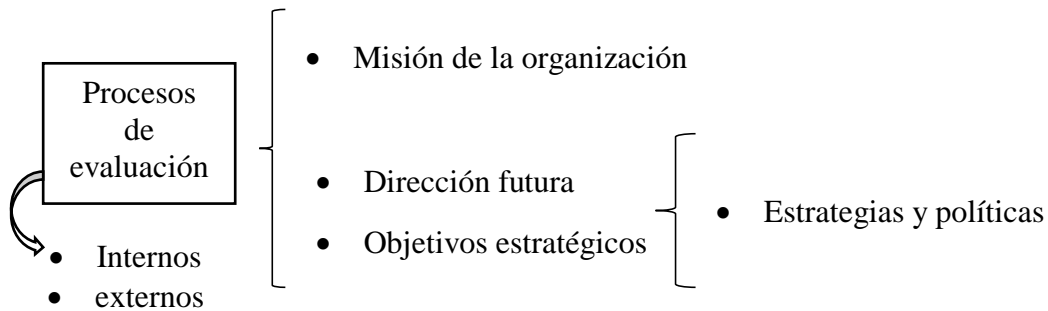 Procesos
de
evaluación
• Internos
• externos
• Misión de la organización
• Dirección futura
• Objetivos estratégicos
• Estrategias y políticas